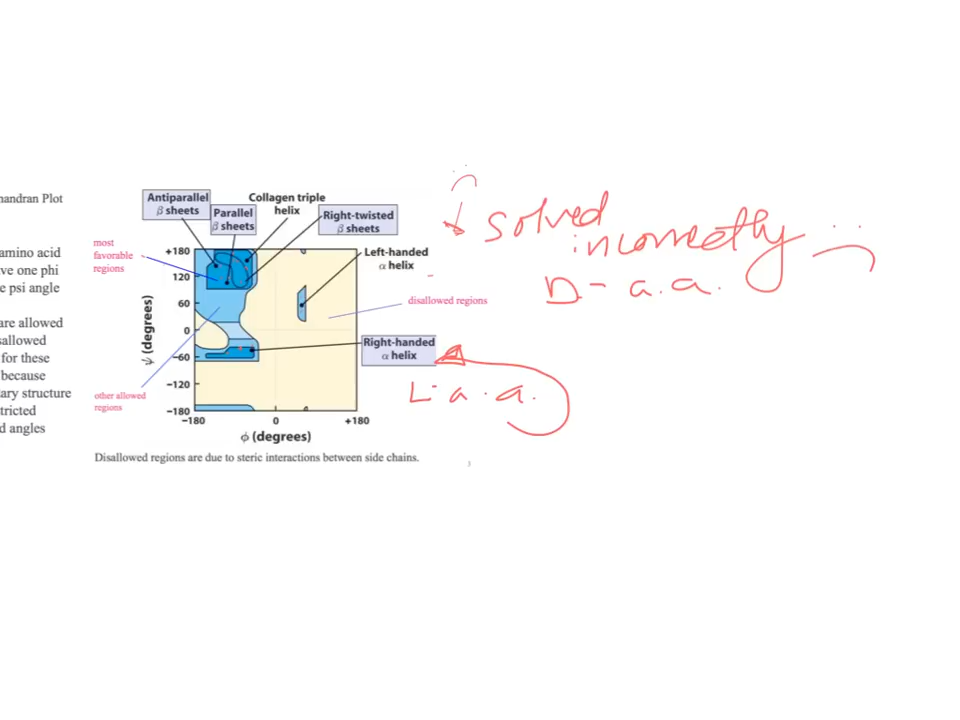 nandran Plot
amino acid
ve one phi
e psi angle
are allowed
sallowed
for these
because
ary structure
tricted
d angles
most
favorable
regions
other allowed
regions
Antiparallel
β sheets
Parallel
β sheets
Collagen triple
helix
Right-twisted
β sheets
Left-handed
α helix
disallowed regions
Right-handed
α helix
ψ (degrees)
+180
120
60
0
−60
−120
−180
−180
0
+180
ϕ (degrees)
Disallowed regions are due to steric interactions between side chains.
3
solved
incorrectly
D- a.a.
L- a.a.